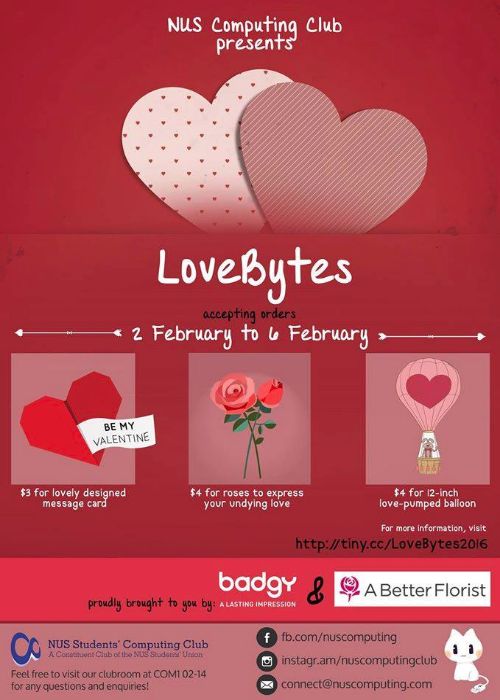 NUS Computing Club
presents
LoveBytes
accepting orders
2 February to 6 February
BE MY
VALENTINE
$3 for lovely designed
message card
$4 for roses to express
your undying love
$4 for 12-inch
love-pumped balloon
For more information, visit
http://tiny.cc/LoveBytes2016
proudly brought to you by:
badgy
A LASTING IMPRESSION
&
A Better Florist
NUS Students' Computing Club
A Constituent Club of the NUS Students' Union
Feel free to visit our clubroom at COM1 02-14
for any questions and enquiries!
fb.com/nuscomputing
instagr.am/nuscomputingclub
connect@nuscomputing.com